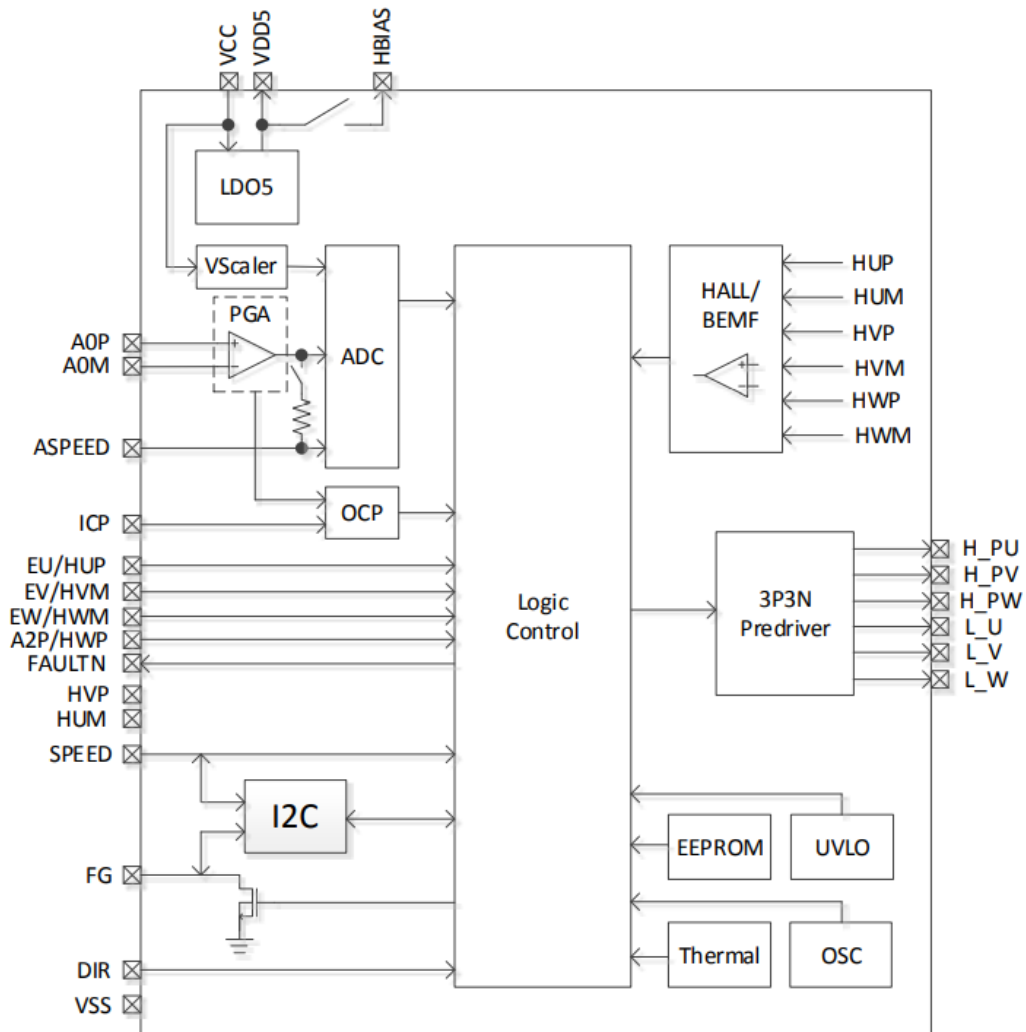 VCC
VDD5
HBIAS
LDO5
VScaler
PGA
ADC
A0P
A0M
ASPEED
OCP
ICP
EU/HUP
EV/HVM
EW/HWM
A2P/HWP
FAULTN
HVP
HUM
SPEED
I2C
FG
DIR
VSS
Logic
Control
HALL/
BEMF
HUP
HUM
HVP
HVM
HWP
HWM
3P3N
Predriver
H_PU
H_PV
H_PW
L_U
L_V
L_W
EEPROM
UVLO
Thermal
OSC